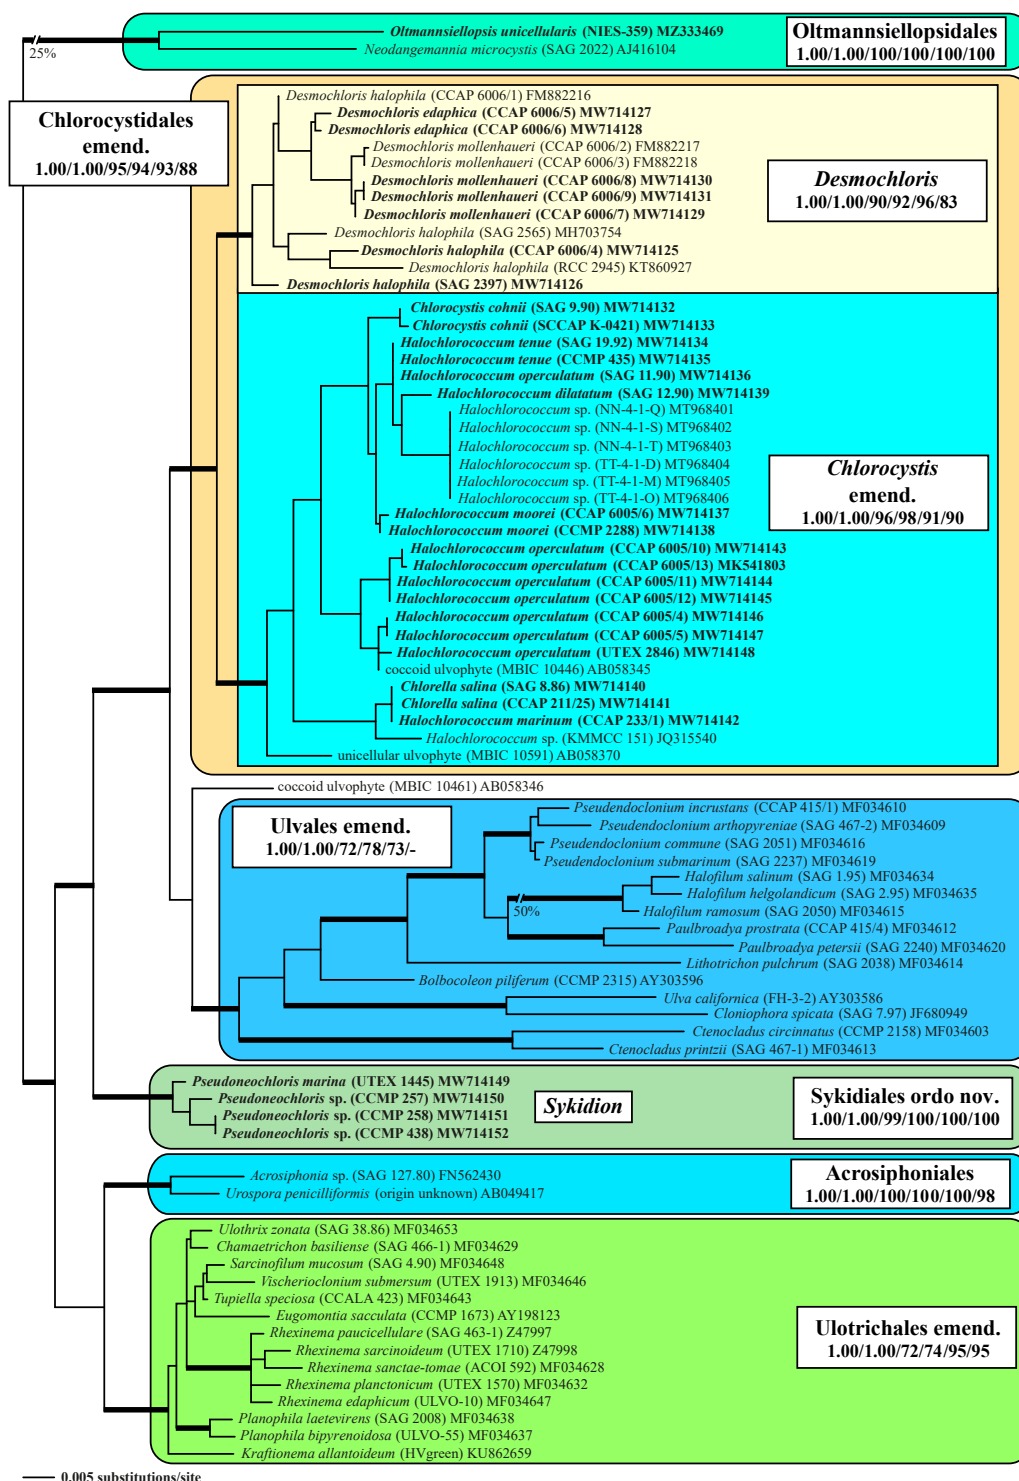 Oltmannsiellopsis unicellularis (NIES-359) MZ333469
Neodangemannia microcystis (SAG 2022) AJ416104
25%
Oltmannsiellopsidales
1.00/1.00/100/100/100/100
Chlorocystidales
emend.
1.00/1.00/95/94/93/88
Desmochloris halophila (CCAP 6006/1) FM882216
Desmochloris edaphica (CCAP 6006/5) MW714127
Desmochloris edaphica (CCAP 6006/6) MW714128
Desmochloris mollenhaueri (CCAP 6006/2) FM882217
Desmochloris mollenhaueri (CCAP 6006/3) FM882218
Desmochloris mollenhaueri (CCAP 6006/8) MW714130
Desmochloris mollenhaueri (CCAP 6006/9) MW714131
Desmochloris mollenhaueri (CCAP 6006/7) MW714129
Desmochloris halophila (SAG 2565) MH703754
Desmochloris halophila (CCAP 6006/4) MW714125
Desmochloris halophila (RCC 2945) KT860927
Desmochloris halophila (SAG 2397) MW714126
Desmochloris
1.00/1.00/90/92/96/83
Chlorocystis cohnii (SAG 9.90) MW714132
Chlorocystis cohnii (SCCAP K-0421) MW714133
Halochlorococcum tenue (SAG 19.92) MW714134
Halochlorococcum tenue (CCMP 435) MW714135
Halochlorococcum operculatum (SAG 11.90) MW714136
Halochlorococcum dilatatum (SAG 12.90) MW714139
Halochlorococcum sp. (NN-4-1-Q) MT968401
Halochlorococcum sp. (NN-4-1-S) MT968402
Halochlorococcum sp. (NN-4-1-T) MT968403
Halochlorococcum sp. (TT-4-1-D) MT968404
Halochlorococcum sp. (TT-4-1-M) MT968405
Halochlorococcum sp. (TT-4-1-O) MT968406
Halochlorococcum moorei (CCAP 6005/6) MW714137
Halochlorococcum moorei (CCMP 2288) MW714138
Halochlorococcum operculatum (CCAP 6005/10) MW714143
Halochlorococcum operculatum (CCAP 6005/13) MK541803
Halochlorococcum operculatum (CCAP 6005/11) MW714144
Halochlorococcum operculatum (CCAP 6005/12) MW714145
Halochlorococcum operculatum (CCAP 6005/4) MW714146
Halochlorococcum operculatum (CCAP 6005/5) MW714147
Halochlorococcum operculatum (UTEX 2846) MW714148
coccoid ulvophyte (MBIC 10446) AB058345
Chlorella salina (SAG 8.86) MW714140
Chlorella salina (CCAP 211/25) MW714141
Halochlorococcum marinum (CCAP 233/1) MW714142
Halochlorococcum sp. (KMMCC 151) JQ315540
unicellular ulvophyte (MBIC 10591) AB058370
Chlorocystis
emend.
1.00/1.00/96/98/91/90
coccoid ulvophyte (MBIC 10461) AB058346
Ulvales emend.
1.00/1.00/72/78/73/-
Pseudendoclonium incrustans (CCAP 415/1) MF034610
Pseudendoclonium arthopyreniae (SAG 467-2) MF034609
Pseudendoclonium commune (SAG 2051) MF034616
Pseudendoclonium submarinum (SAG 2237) MF034619
Halofilum salinum (SAG 1.95) MF034634
Halofilum helgolandicum (SAG 2.95) MF034635
50%
Halofilum ramosum (SAG 2050) MF034615
Paulbroadya prostrata (CCAP 415/4) MF034612
Paulbroadya petersii (SAG 2240) MF034620
Lithotrichon pulchrum (SAG 2038) MF034614
Bolbocoleon piliferum (CCMP 2315) AY303596
Ulva californica (FH-3-2) AY303586
Cloniophora spicata (SAG 7.97) JF680949
Ctenocladus circinnatus (CCMP 2158) MF034603
Ctenocladus printzii (SAG 467-1) MF034613
Pseudoneochloris marina (UTEX 1445) MW714149
Pseudoneochloris sp. (CCMP 257) MW714150
Pseudoneochloris sp. (CCMP 258) MW714151
Pseudoneochloris sp. (CCMP 438) MW714152
Sykidion
Sykidiales ordo nov.
1.00/1.00/99/100/100/100
Acrosiphonia sp. (SAG 127.80) FN562430
Urospora penicilliformis (origin unknown) AB049417
Acrosiphoniales
1.00/1.00/100/100/100/98
Ulothrix zonata (SAG 38.86) MF034653
Chamaetrichon basiliense (SAG 466-1) MF034629
Sarcinofilum mucosum (SAG 4.90) MF034648
Vischerioclonium submersum (UTEX 1913) MF034646
Tupiella speciosa (CCALA 423) MF034643
Eugomontia sacculata (CCMP 1673) AY198123
Rhexinema paucicellulare (SAG 463-1) Z47997
Rhexinema sarcinoideum (UTEX 1710) Z47998
Rhexinema sanctae-tomae (ACOI 592) MF034628
Rhexinema planctonicum (UTEX 1570) MF034632
Rhexinema edaphicum (ULVO-10) MF034647
Planophila laetevirens (SAG 2008) MF034638
Planophila bipyrenoidosa (ULVO-55) MF034637
Kraftionema allantoideum (HVgreen) KU862659
Ulotrichales emend.
1.00/1.00/72/74/95/95
0.005 substitutions/site